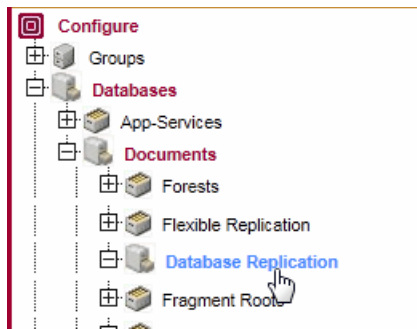 Configure
Groups
Databases
App-Services
Documents
Forests
Flexible Replication
Database Replication
Fragment Roots